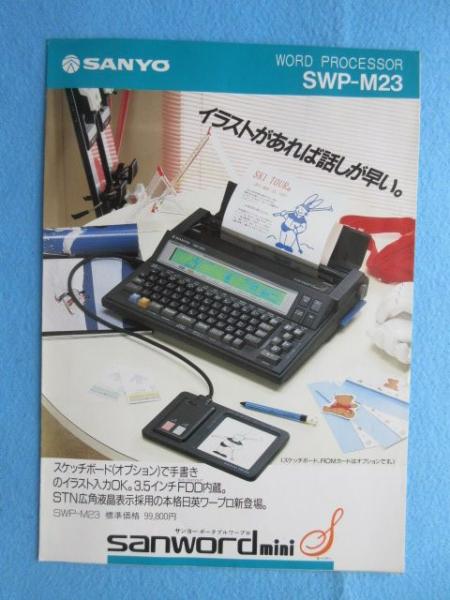 SANYO
WORD PROCESSOR
SWP-M23
イラストがあれば話しが早い。
SKI TOUR
SANYO
(スケッチボード、ROMカードはオプションです。)
スケッチボード(オプション)で手書き
のイラスト入力OK。3.5インチFDD内蔵。
STN広角液晶表示採用の本格日英ワープロ新登場。
SWP-M23 標準価格 99,800円
サンヨーポータブルワープロ
sanword mini S